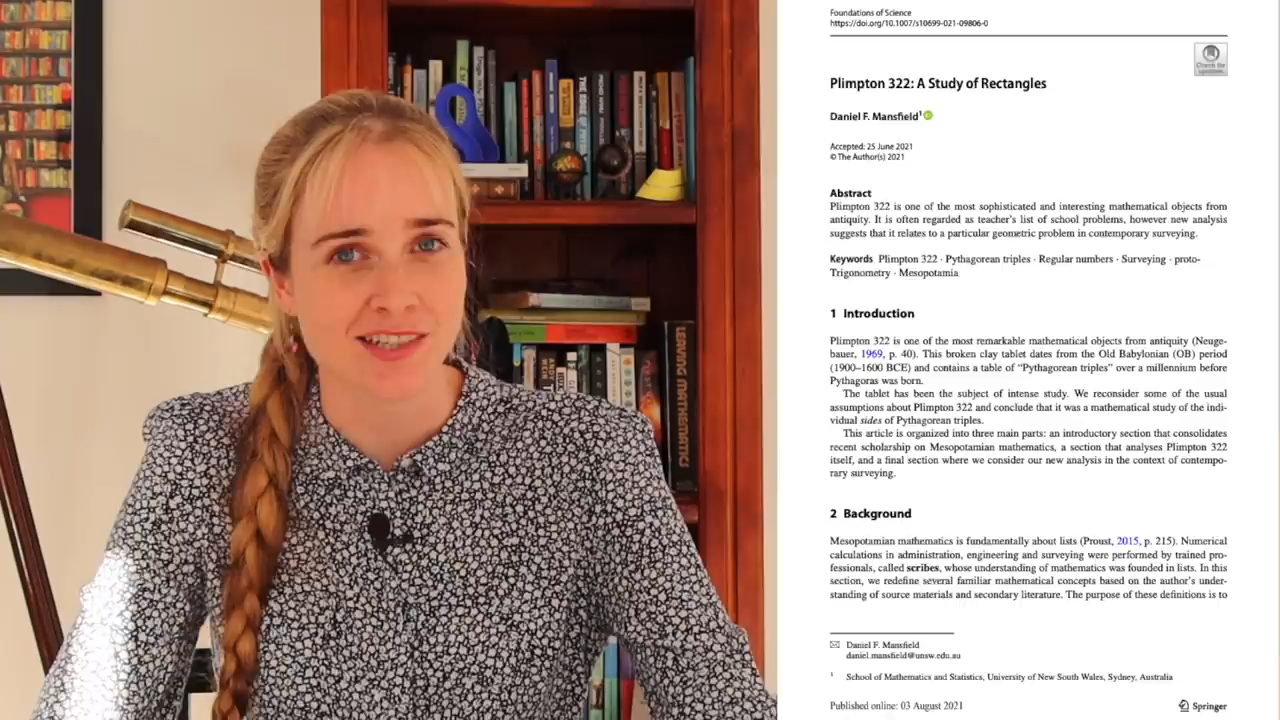 Foundations of Science
https://doi.org/10.1007/s10699-021-09806-0
Check for
updates
Plimpton 322: A Study of Rectangles
Daniel F. Mansfield¹
Accepted: 25 June 2021
© The Author(s) 2021
Abstract
Plimpton 322 is one of the most sophisticated and interesting mathematical objects from
antiquity. It is often regarded as teacher's list of school problems, however new analysis
suggests that it relates to a particular geometric problem in contemporary surveying.
Keywords Plimpton 322 · Pythagorean triples · Regular numbers · Surveying · proto-
Trigonometry · Mesopotamia
1 Introduction
Plimpton 322 is one of the most remarkable mathematical objects from antiquity (Neuge-
bauer, 1969, p. 40). This broken clay tablet dates from the Old Babylonian (OB) period
(1900–1600 BCE) and contains a table of "Pythagorean triples" over a millennium before
Pythagoras was born.
The tablet has been the subject of intense study. We reconsider some of the usual
assumptions about Plimpton 322 and conclude that it was a mathematical study of the indi-
vidual sides of Pythagorean triples.
This article is organized into three main parts: an introductory section that consolidates
recent scholarship on Mesopotamian mathematics, a section that analyses Plimpton 322
itself, and a final section where we consider our new analysis in the context of contempo-
rary surveying.
2 Background
Mesopotamian mathematics is fundamentally about lists (Proust, 2015, p. 215). Numerical
calculations in administration, engineering and surveying were performed by trained pro-
fessionals, called scribes, whose understanding of mathematics was founded in lists. In this
section, we redefine several familiar mathematical concepts based on the author's under-
standing of source materials and secondary literature. The purpose of these definitions is to
Daniel F. Mansfield
daniel.mansfield@unsw.edu.au
¹ School of Mathematics and Statistics, University of New South Wales, Sydney, Australia
Published online: 03 August 2021
Springer
LEAVING MATHEMATICS